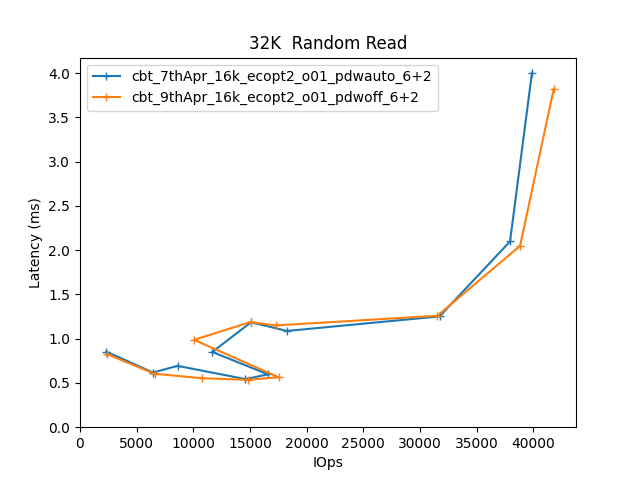 32K  Random Read
cbt_7thApr_16k_ecopt2_o01_pdwauto_6+2
cbt_9thApr_16k_ecopt2_o01_pdwoff_6+2
Latency (ms)
4.0
3.5
3.0
2.5
2.0
1.5
1.0
0.5
0.0
0 5000 10000 15000 20000 25000 30000 35000 40000
IOps